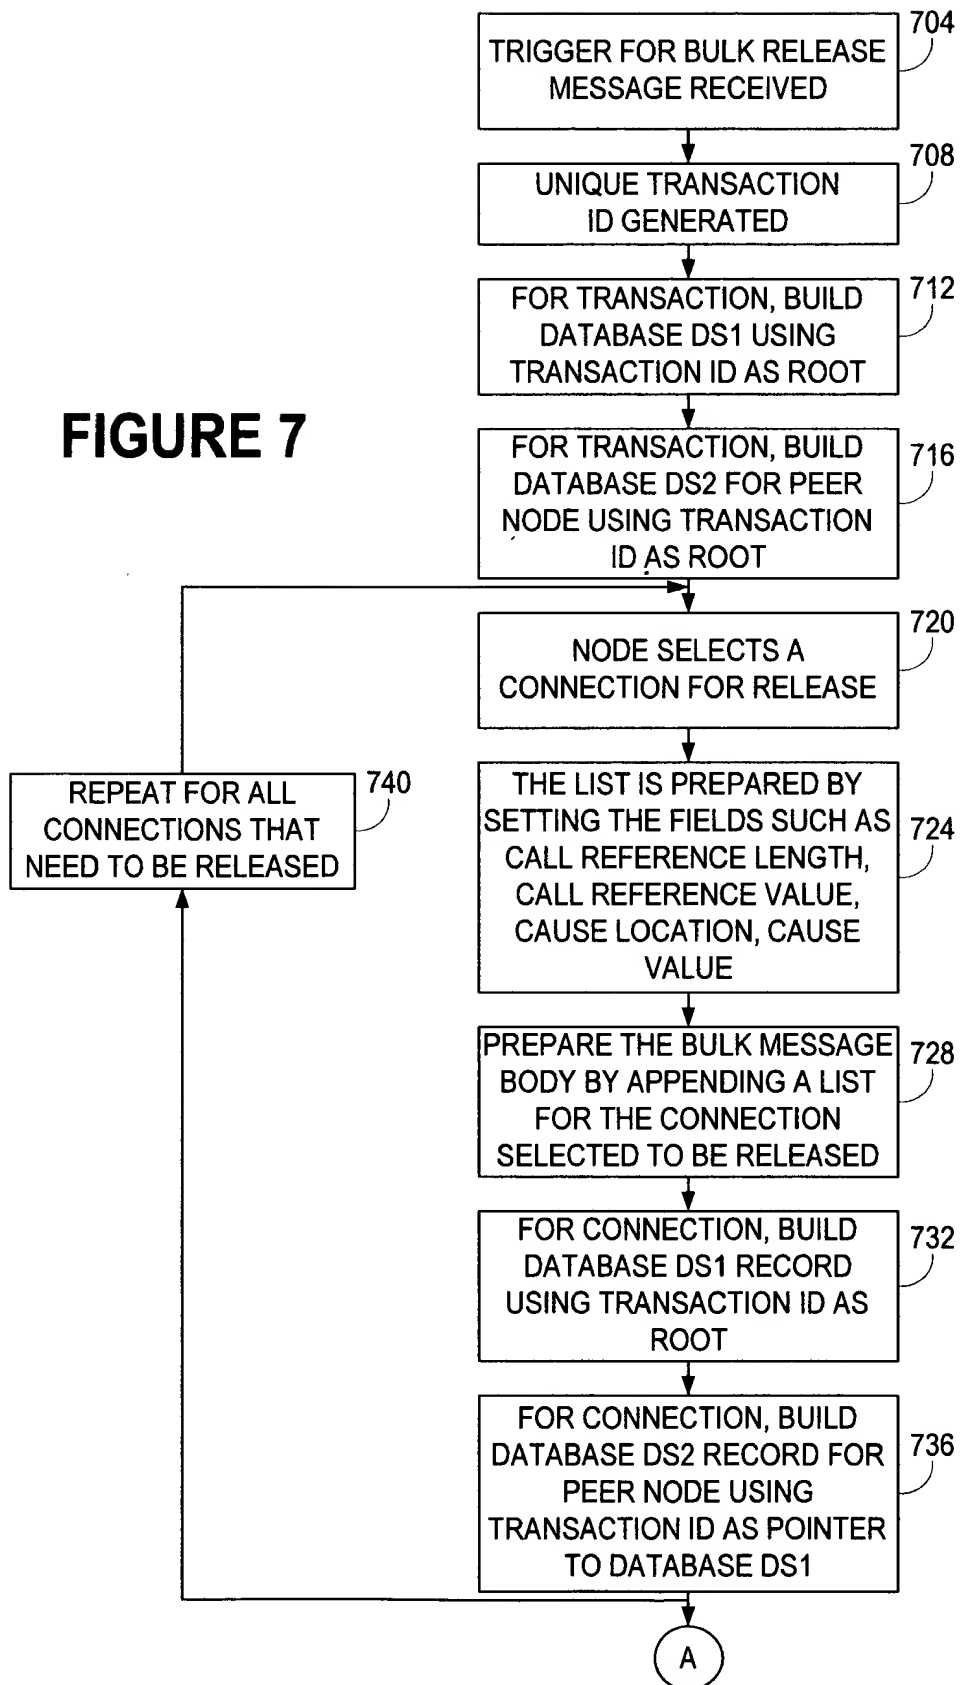 704
TRIGGER FOR BULK RELEASE
MESSAGE RECEIVED
708
UNIQUE TRANSACTION
ID GENERATED
712
FOR TRANSACTION, BUILD
DATABASE DS1 USING
TRANSACTION ID AS ROOT
FIGURE 7
716
FOR TRANSACTION, BUILD
DATABASE DS2 FOR PEER
NODE USING TRANSACTION
ID AS ROOT
720
NODE SELECTS A
CONNECTION FOR RELEASE
724
THE LIST IS PREPARED BY
SETTING THE FIELDS SUCH AS
CALL REFERENCE LENGTH,
CALL REFERENCE VALUE,
CAUSE LOCATION, CAUSE
VALUE
740
REPEAT FOR ALL
CONNECTIONS THAT
NEED TO BE RELEASED
728
PREPARE THE BULK MESSAGE
BODY BY APPENDING A LIST
FOR THE CONNECTION
SELECTED TO BE RELEASED
732
FOR CONNECTION, BUILD
DATABASE DS1 RECORD
USING TRANSACTION ID AS
ROOT
736
FOR CONNECTION, BUILD
DATABASE DS2 RECORD FOR
PEER NODE USING
TRANSACTION ID AS POINTER
TO DATABASE DS1
A